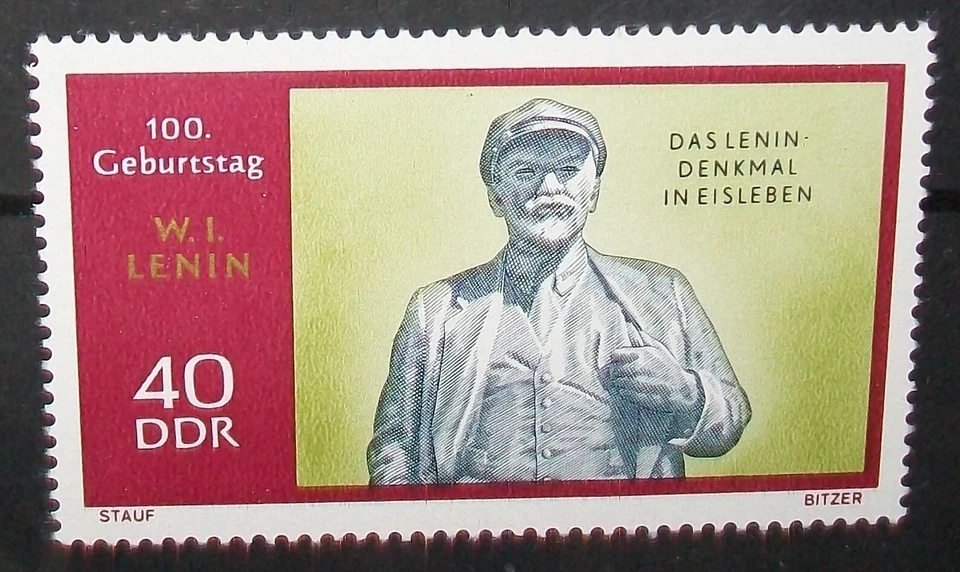 100.
Geburtstag
W. I.
LENIN
40
DDR
DAS LENIN-
DENKMAL
IN EISLEBEN
STAUF
BITZER